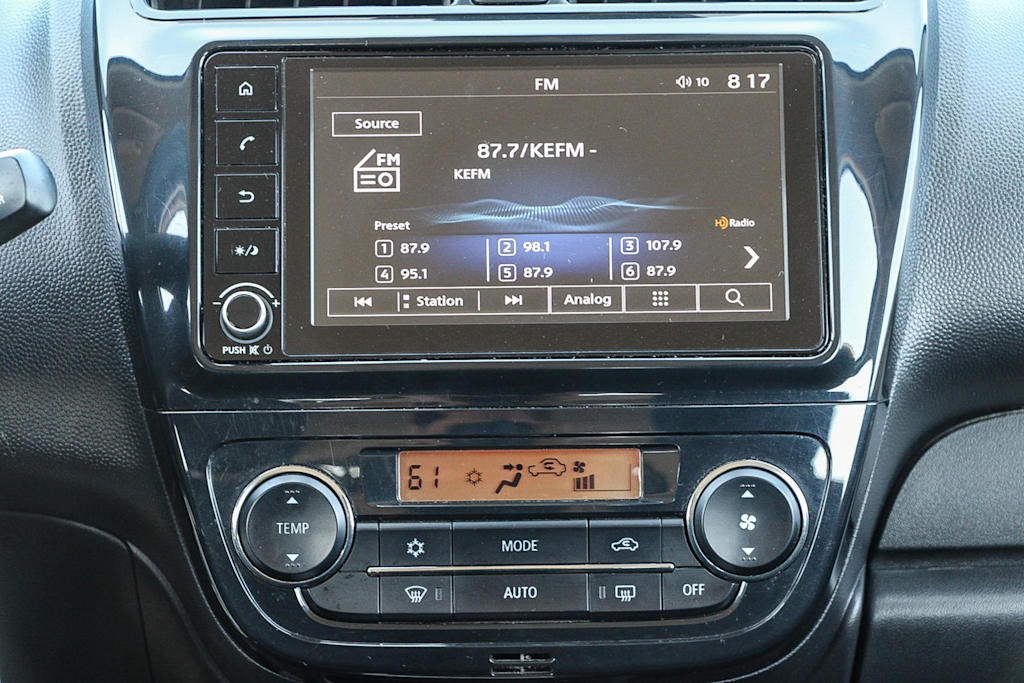 FM 10 8 17
Source
FM
87.7/KEFM -
KEFM
HD Radio
Preset
1 87.9 2 98.1 3 107.9
4 95.1 5 87.9 6 87.9
Station Analog
PUSH
R
61
TEMP
MODE
AUTO OFF